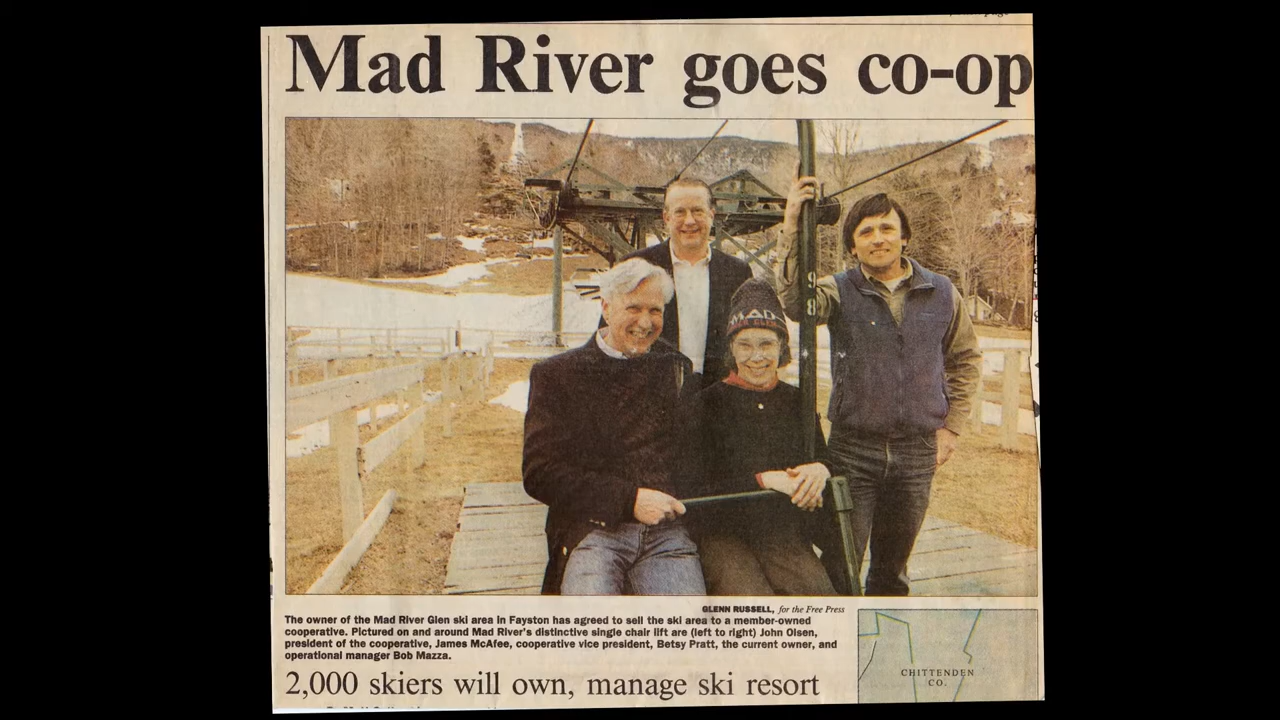 Mad River goes co-op
98
MAD
GLENN RUSSELL, for the Free Press
The owner of the Mad River Glen ski area in Fayston has agreed to sell the ski area to a member-owned
cooperative. Pictured on and around Mad River's distinctive single chair lift are (left to right) John Olsen,
president of the cooperative, James McAfee, cooperative vice president, Betsy Pratt, the current owner, and
operational manager Bob Mazza.
CHITTENDEN
CO.
2,000 skiers will own, manage ski resort